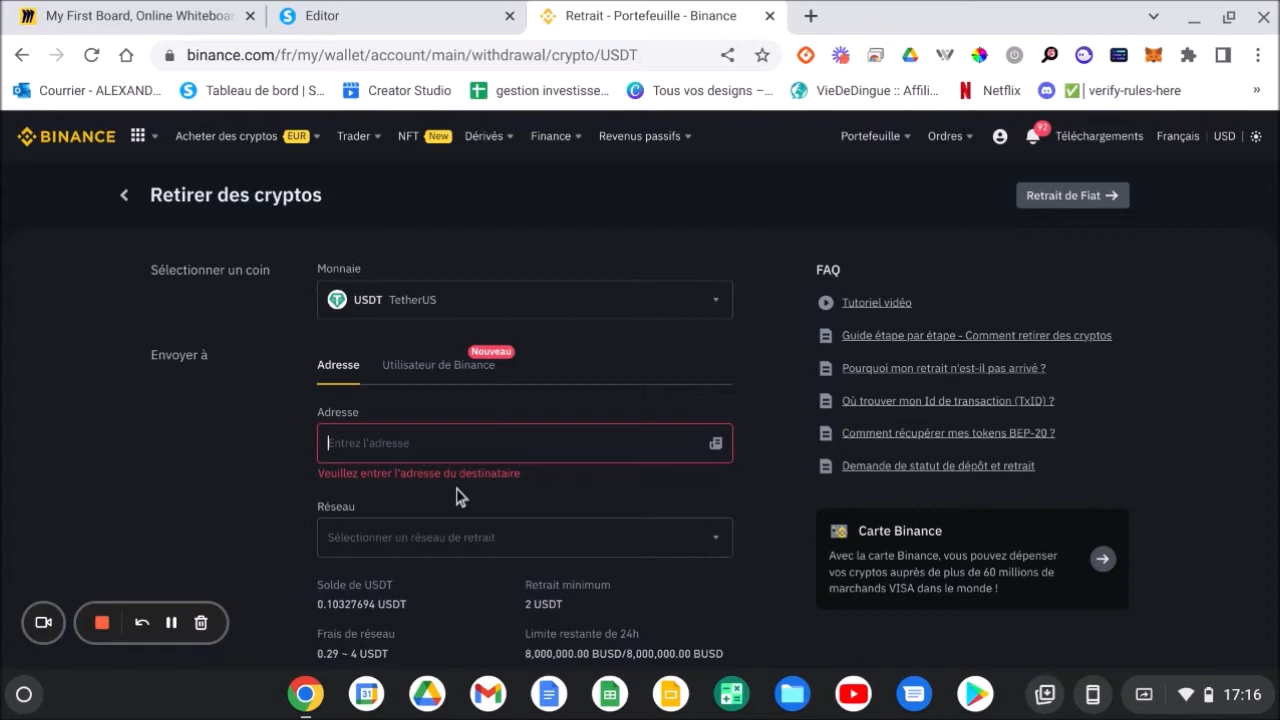 My First Board, Online Whiteboar
Editor
Retrait - Portefeuille - Binance
binance.com/fr/my/wallet/account/main/withdrawal/crypto/USDT
Courrier - ALEXAND...
Tableau de bord | S...
Creator Studio
gestion investisse...
Tous vos designs –...
VieDeDingue :: Affili...
Netflix
✅ | verify-rules-here
»
BINANCE
Acheter des cryptos EUR
Trader
NFT New
Dérivés
Finance
Revenus passifs
Portefeuille
Ordres
92
Téléchargements
Français
USD
Retirer des cryptos
Retrait de Fiat →
Sélectionner un coin
Monnaie
USDT TetherUS
Envoyer à
Adresse
Utilisateur de Binance
Nouveau
Adresse
Entrez l'adresse
Veuillez entrer l'adresse du destinataire
Réseau
Sélectionner un réseau de retrait
Solde de USDT
0.10327694 USDT
Retrait minimum
2 USDT
Frais de réseau
0.29 ~ 4 USDT
Limite restante de 24h
8,000,000.00 BUSD/8,000,000.00 BUSD
FAQ
Tutoriel vidéo
Guide étape par étape - Comment retirer des cryptos
Pourquoi mon retrait n'est-il pas arrivé ?
Où trouver mon Id de transaction (TxID) ?
Comment récupérer mes tokens BEP-20 ?
Demande de statut de dépôt et retrait
Carte Binance
Avec la carte Binance, vous pouvez dépenser
vos cryptos auprès de plus de 60 millions de
marchands VISA dans le monde !
31
17:16